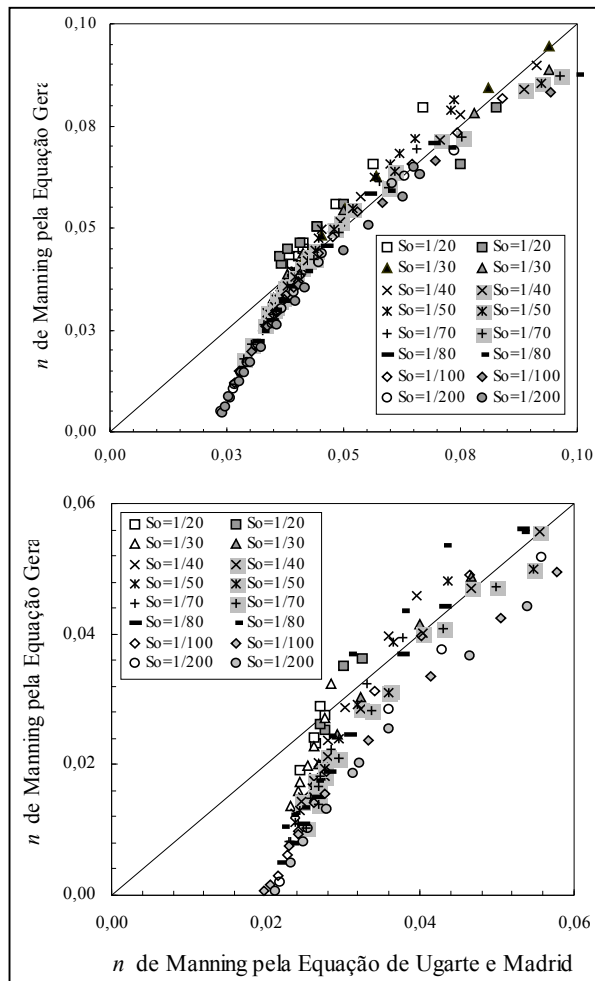 0,10
0,08
0,05
0,03
0,00
n de Manning pela Equação Gera
So=1/20 So=1/20
So=1/30 So=1/30
So=1/40 So=1/40
So=1/50 So=1/50
So=1/70 So=1/70
So=1/80 So=1/80
So=1/100 So=1/100
So=1/200 So=1/200
0,00 0,03 0,05 0,08 0,10
0,06
0,04
0,02
0,00
n de Manning pela Equação Gera
So=1/20 So=1/20
So=1/30 So=1/30
So=1/40 So=1/40
So=1/50 So=1/50
So=1/70 So=1/70
So=1/80 So=1/80
So=1/100 So=1/100
So=1/200 So=1/200
0,00 0,02 0,04 0,06
n de Manning pela Equação de Ugarte e Madrid